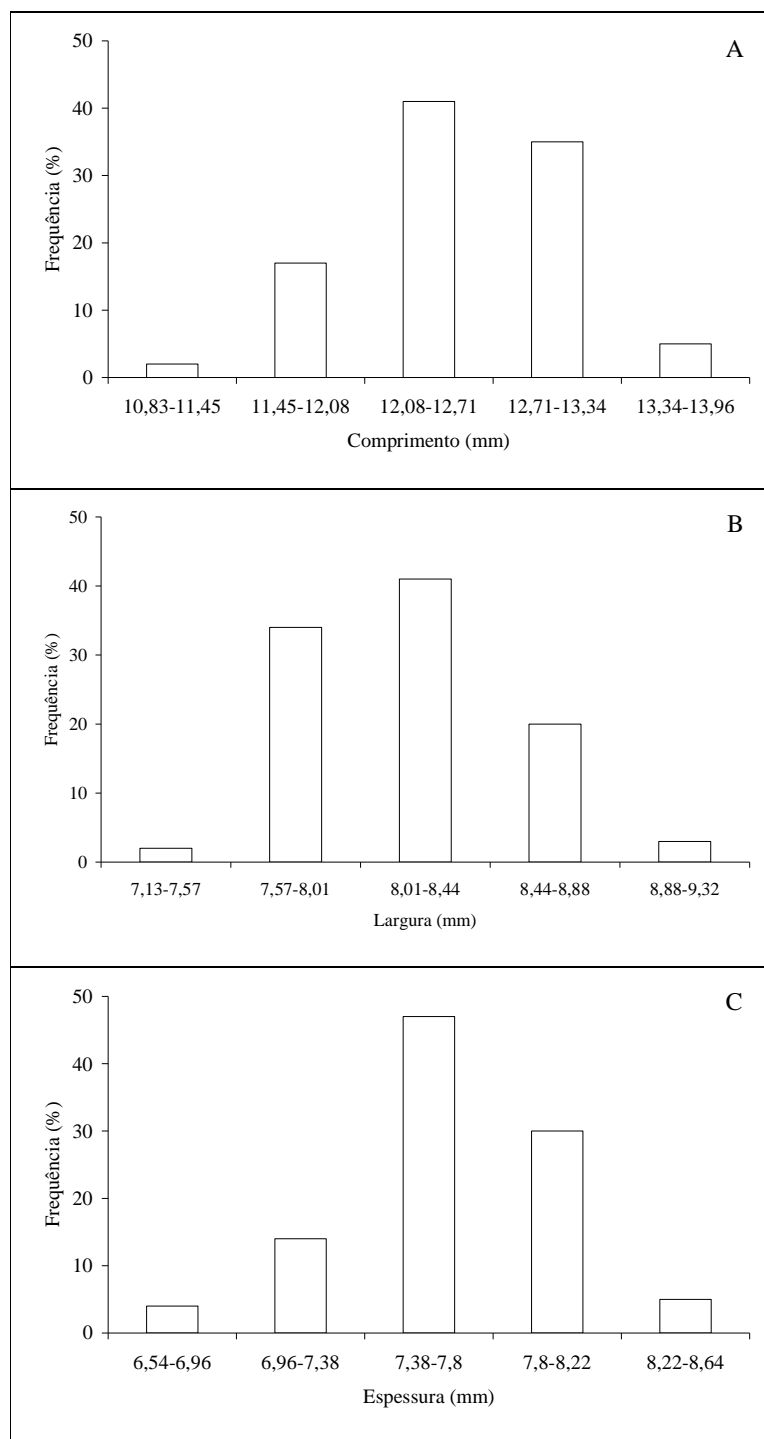 A
50
40
30
20
10
0
Frequência (%)
10,83-11,45 11,45-12,08 12,08-12,71 12,71-13,34 13,34-13,96
Comprimento (mm)
B
50
40
30
20
10
0
Frequência (%)
7,13-7,57 7,57-8,01 8,01-8,44 8,44-8,88 8,88-9,32
Largura (mm)
C
50
40
30
20
10
0
Frequência (%)
6,54-6,96 6,96-7,38 7,38-7,8 7,8-8,22 8,22-8,64
Espessura (mm)